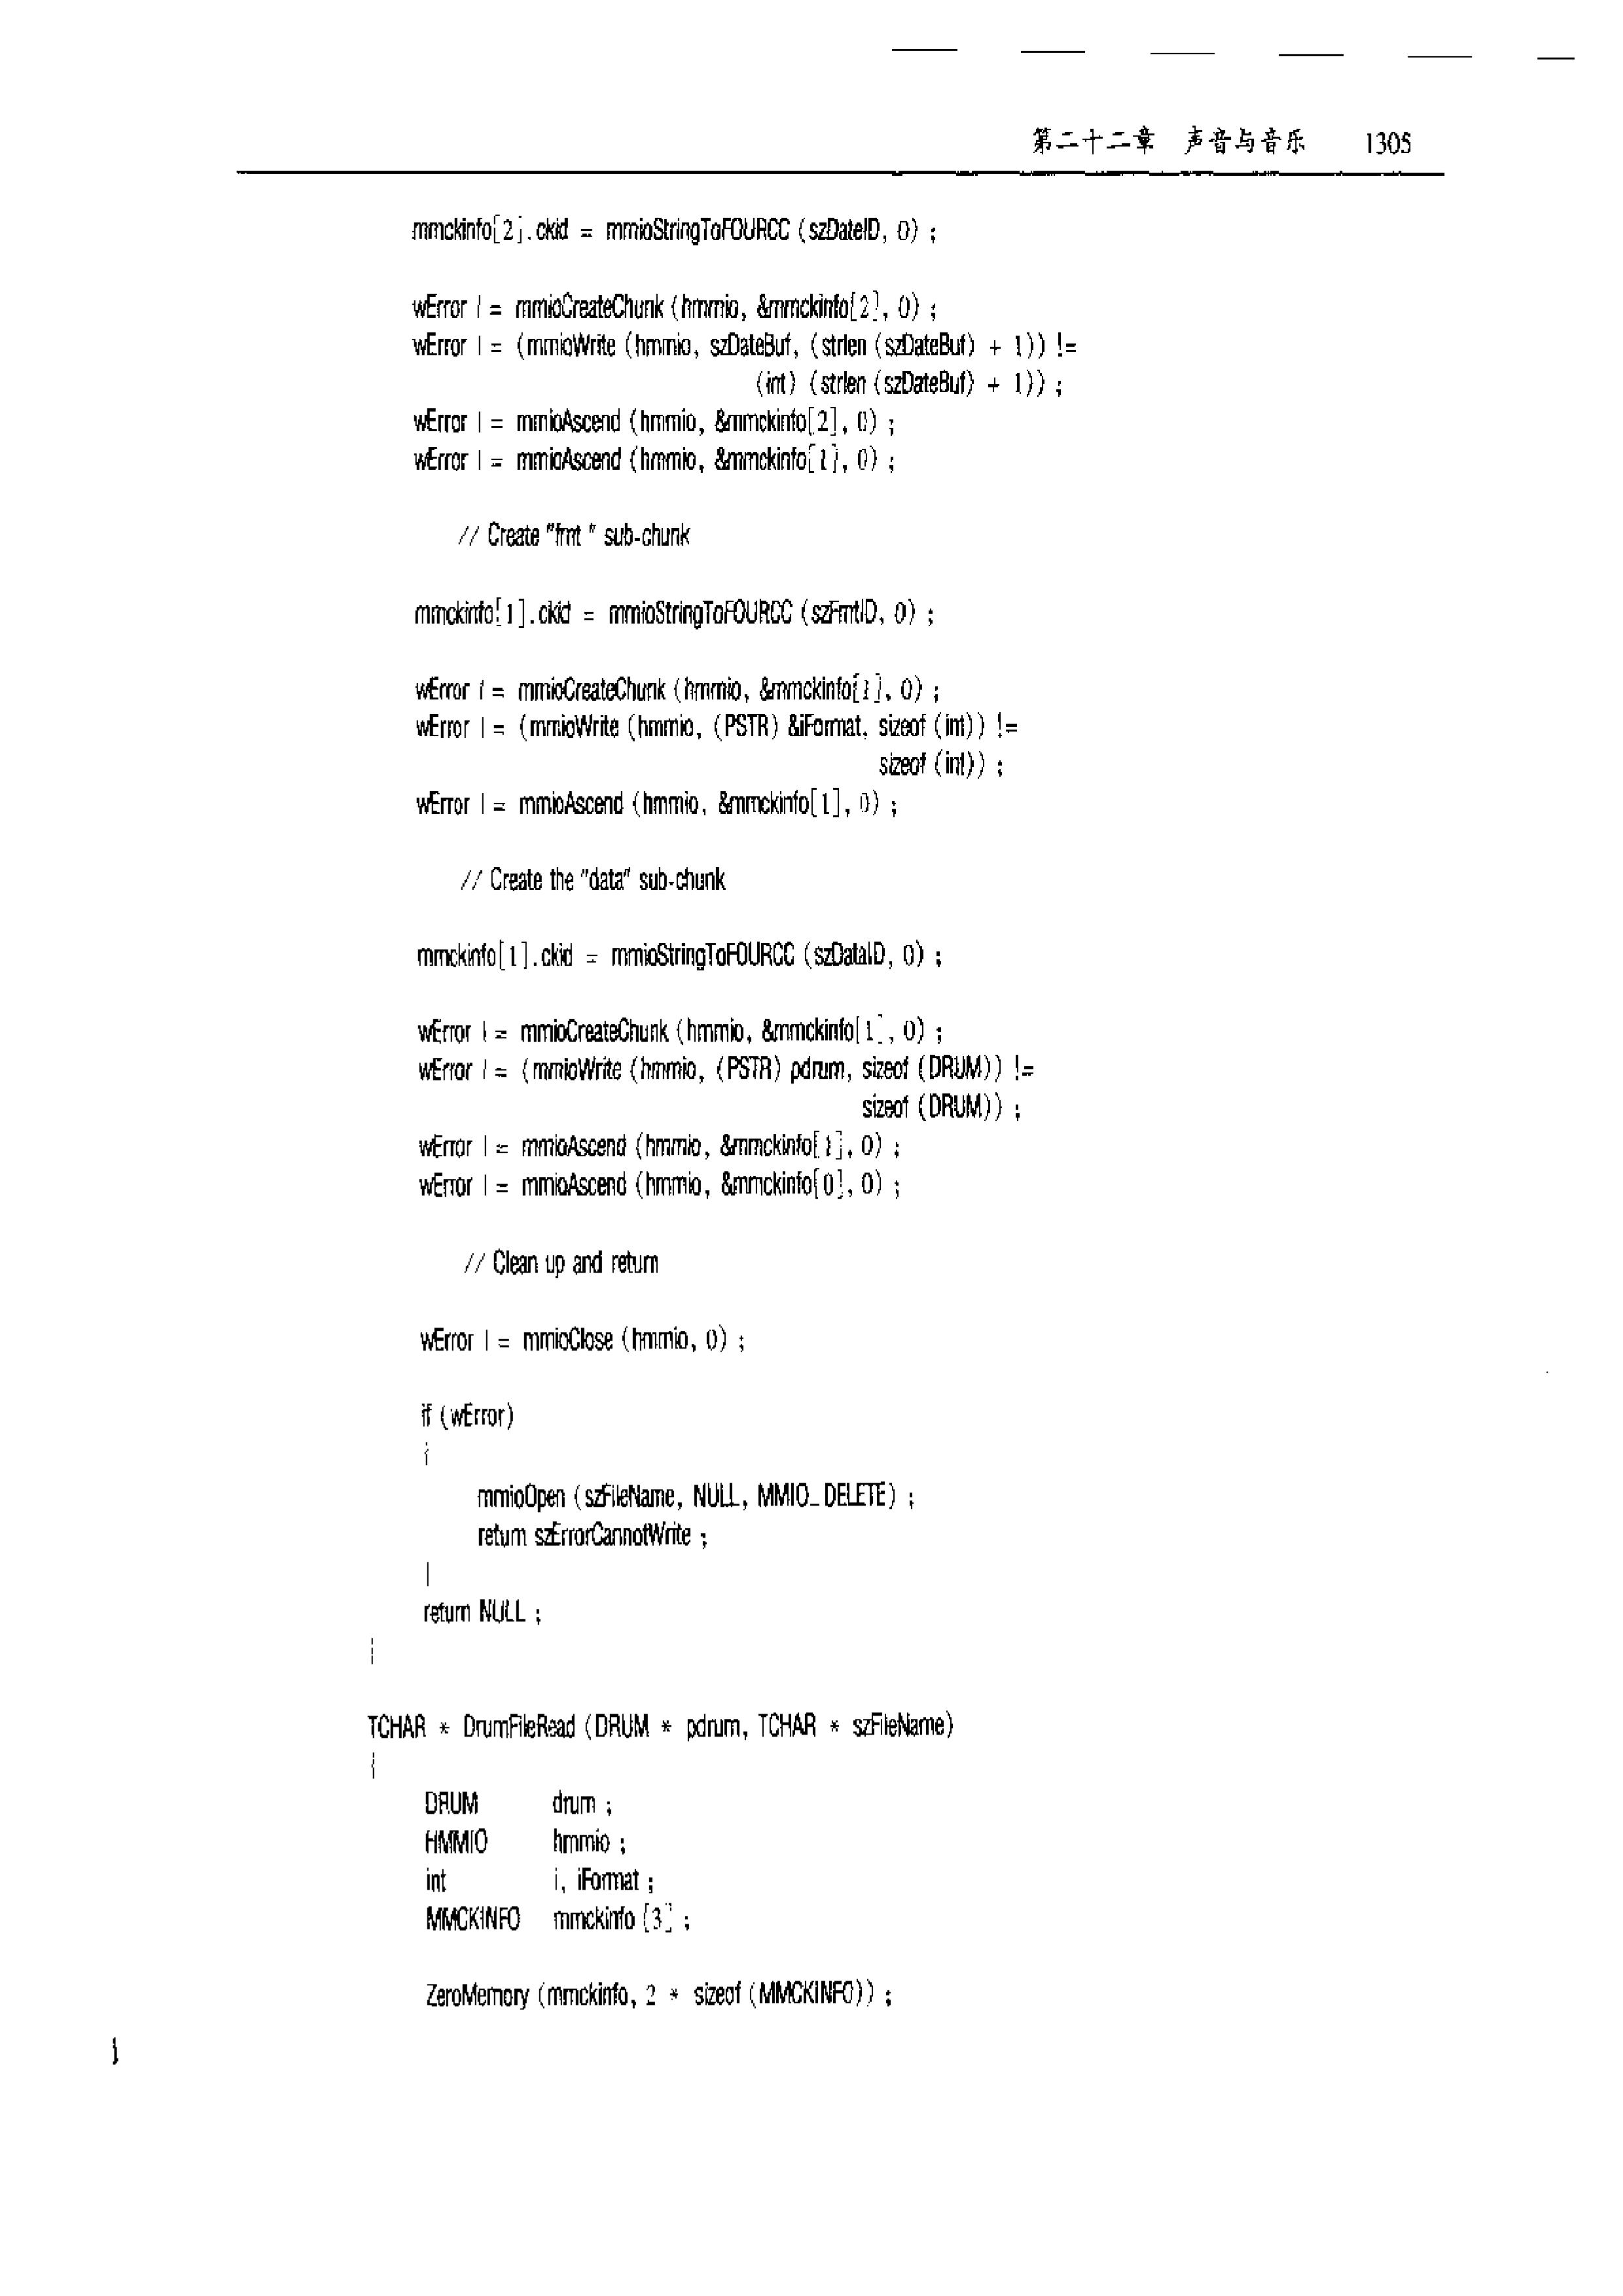 第二十二章 声音与音乐 1305
mmckinfo[2].ckid = mmioStringToFOURCC (szDateID, 0) ;
wError |= mmioCreateChunk (hmmio, &mmckinfo[2], 0) ;
wError |= (mmioWrite (hmmio, szDateBuf, (strlen (szDateBuf) + 1)) !=
(int) (strlen (szDateBuf) + 1)) ;
wError |= mmioAscend (hmmio, &mmckinfo[2], 0) ;
wError |= mmioAscend (hmmio, &mmckinfo[1], 0) ;
// Create "fmt " sub-chunk
mmckinfo[1].ckid = mmioStringToFOURCC (szFmtID, 0) ;
wError |= mmioCreateChunk (hmmio, &mmckinfo[1], 0) ;
wError |= (mmioWrite (hmmio, (PSTR) &iFormat, sizeof (int)) !=
sizeof (int)) ;
wError |= mmioAscend (hmmio, &mmckinfo[1], 0) ;
// Create the "data" sub-chunk
mmckinfo[1].ckid = mmioStringToFOURCC (szDataID, 0) ;
wError |= mmioCreateChunk (hmmio, &mmckinfo[1], 0) ;
wError |= (mmioWrite (hmmio, (PSTR) pdrum, sizeof (DRUM)) !=
sizeof (DRUM)) ;
wError |= mmioAscend (hmmio, &mmckinfo[1], 0) ;
wError |= mmioAscend (hmmio, &mmckinfo[0], 0) ;
// Clean up and return
wError |= mmioClose (hmmio, 0) ;
if (wError)
{
mmioOpen (szFileName, NULL, MMIO_DELETE) ;
return szErrorCannotWrite ;
}
return NULL ;
}
TCHAR * DrumFileRead (DRUM * pdrum, TCHAR * szFileName)
{
DRUM drum ;
HMMIO hmmio ;
int i, iFormat ;
MMCKINFO mmckinfo [3] ;
ZeroMemory (mmckinfo, 2 * sizeof (MMCKINFO)) ;